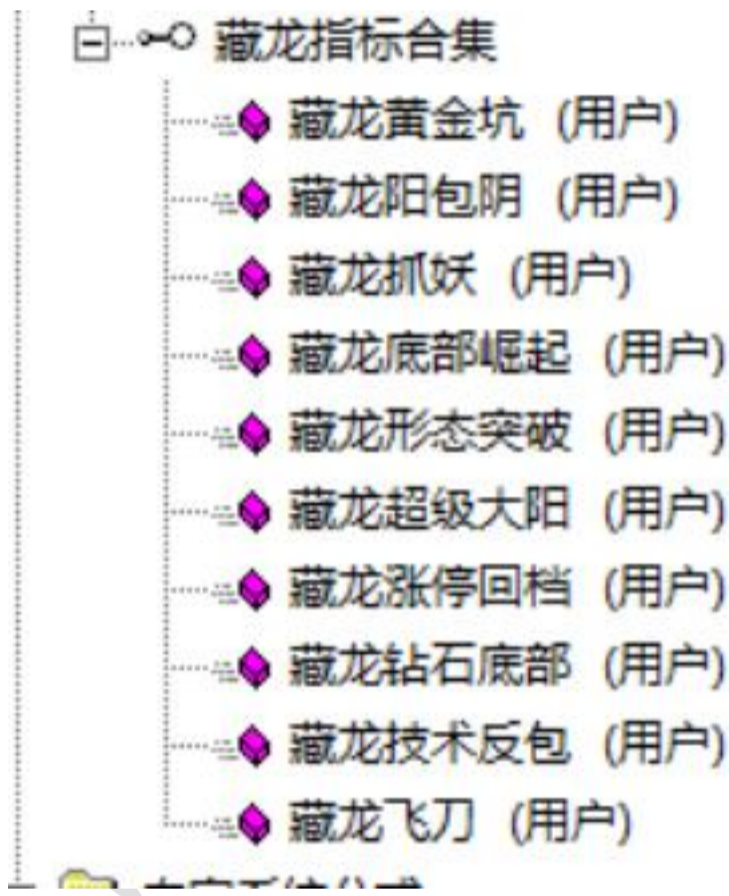 藏龙指标合集
藏龙黄金坑 (用户)
藏龙阳包阴 (用户)
藏龙抓妖 (用户)
藏龙底部崛起 (用户)
藏龙形态突破 (用户)
藏龙超级大阳 (用户)
藏龙涨停回档 (用户)
藏龙钻石底部 (用户)
藏龙技术反包 (用户)
藏龙飞刀 (用户)